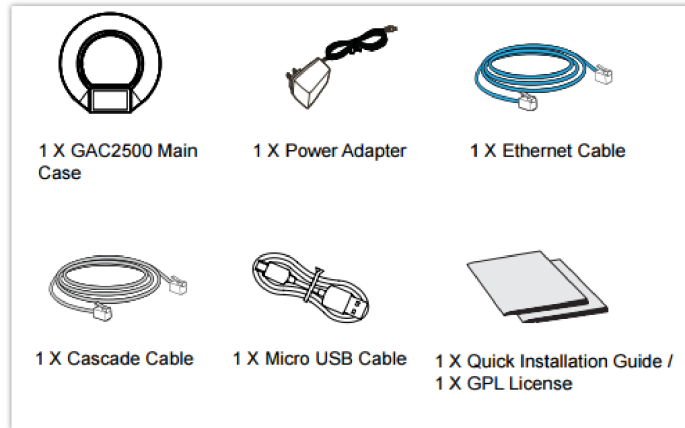 1 X GAC2500 Main
Case
1 X Power Adapter
1 X Ethernet Cable
1 X Cascade Cable
1 X Micro USB Cable
1 X Quick Installation Guide /
1 X GPL License